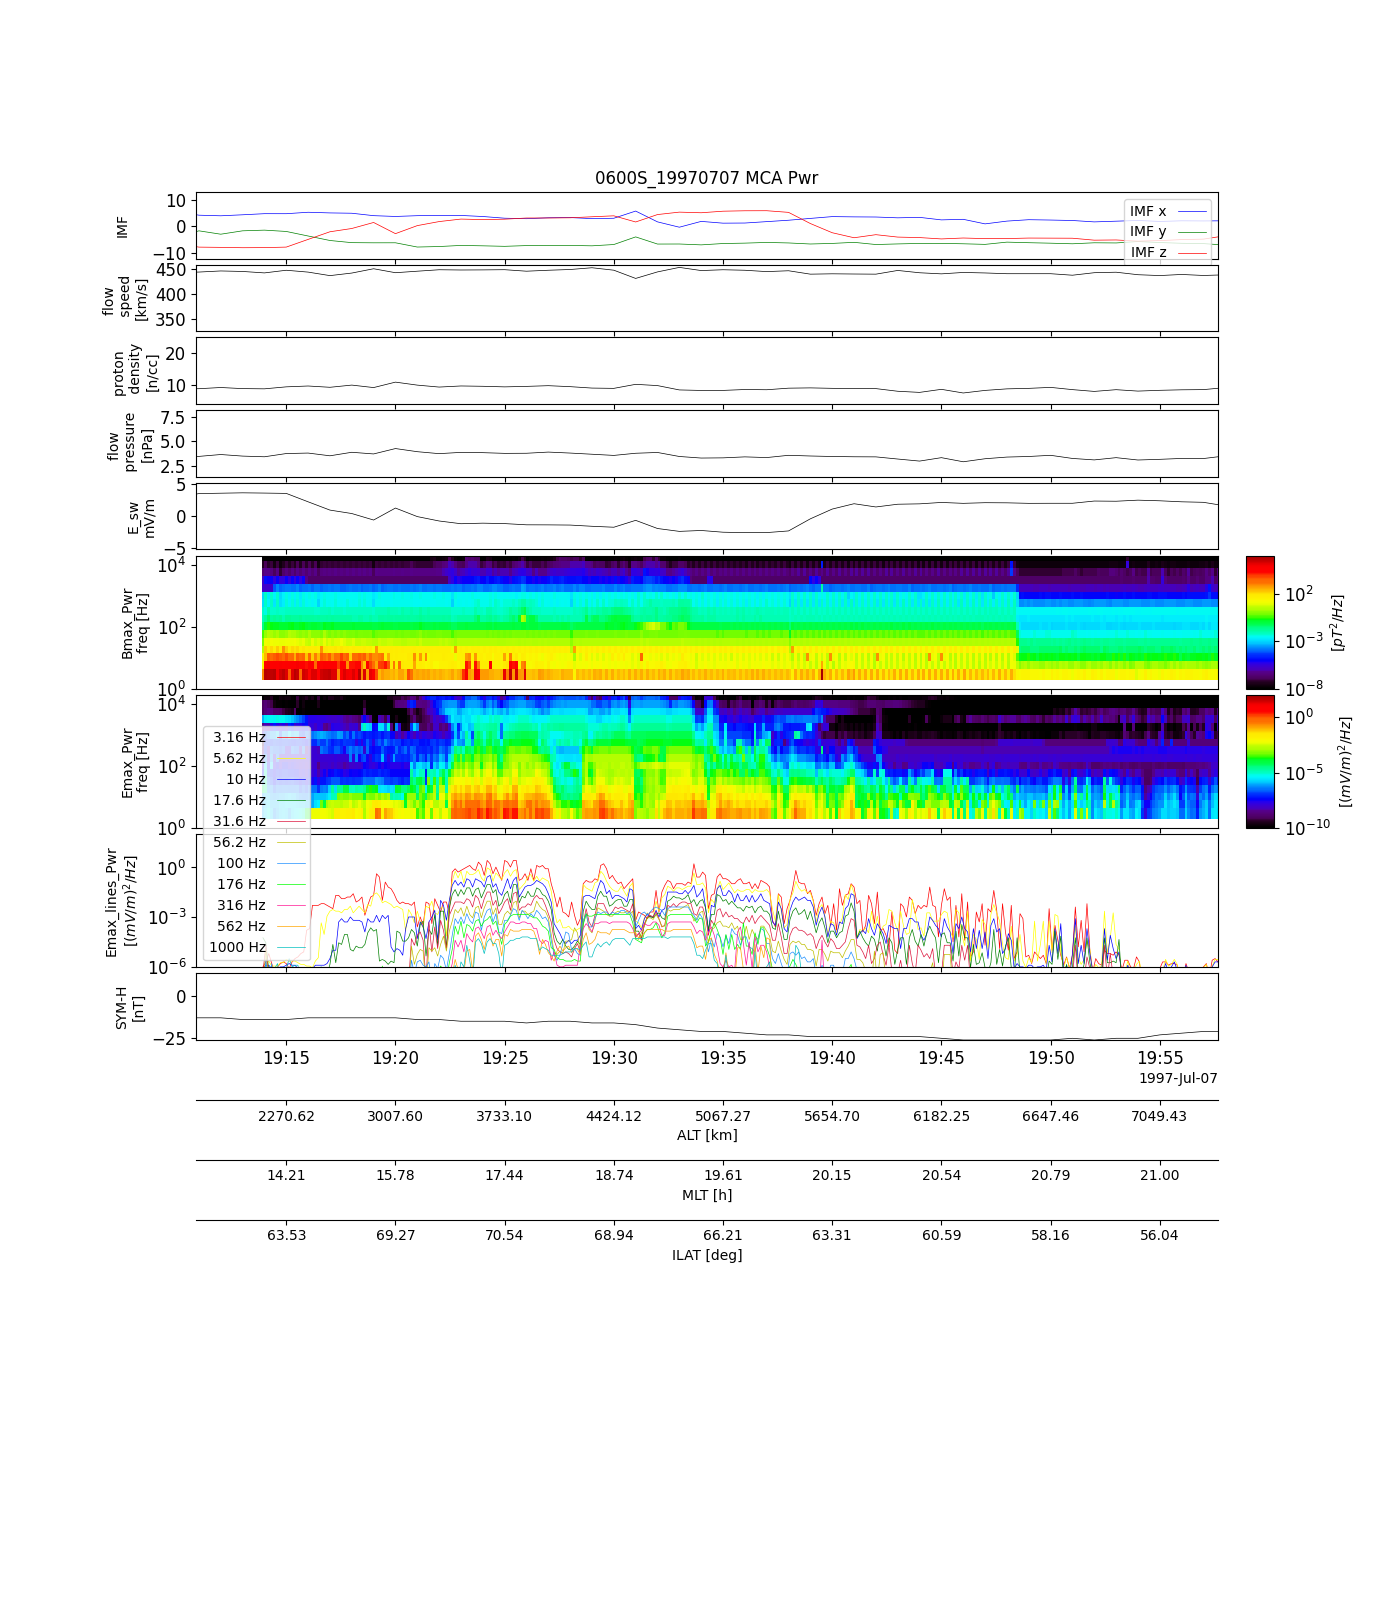 0600S_19970707 MCA Pwr
IMF
10
0
−10
IMF x
IMF y
IMF z
flow
speed
[km/s]
450
400
350
proton
density
[n/cc]
20
10
flow
pressure
[nPa]
7.5
5.0
2.5
E_sw
mV/m
5
0
−5
Bmax_Pwr
freq [Hz]
10^4
10^2
10^0
10^2
10^−3
10^−8
[pT^2/Hz]
Emax_Pwr
freq [Hz]
10^4
10^2
10^0
10^0
10^−5
10^−10
[(mV/m)^2/Hz]
3.16 Hz
5.62 Hz
10 Hz
17.6 Hz
31.6 Hz
56.2 Hz
100 Hz
176 Hz
316 Hz
562 Hz
1000 Hz
Emax_lines_Pwr
[(mV/m)^2/Hz]
10^0
10^−3
10^−6
SYM-H
[nT]
0
−25
19:15 19:20 19:25 19:30 19:35 19:40 19:45 19:50 19:55
1997-Jul-07
2270.62 3007.60 3733.10 4424.12 5067.27 5654.70 6182.25 6647.46 7049.43
ALT [km]
14.21 15.78 17.44 18.74 19.61 20.15 20.54 20.79 21.00
MLT [h]
63.53 69.27 70.54 68.94 66.21 63.31 60.59 58.16 56.04
ILAT [deg]